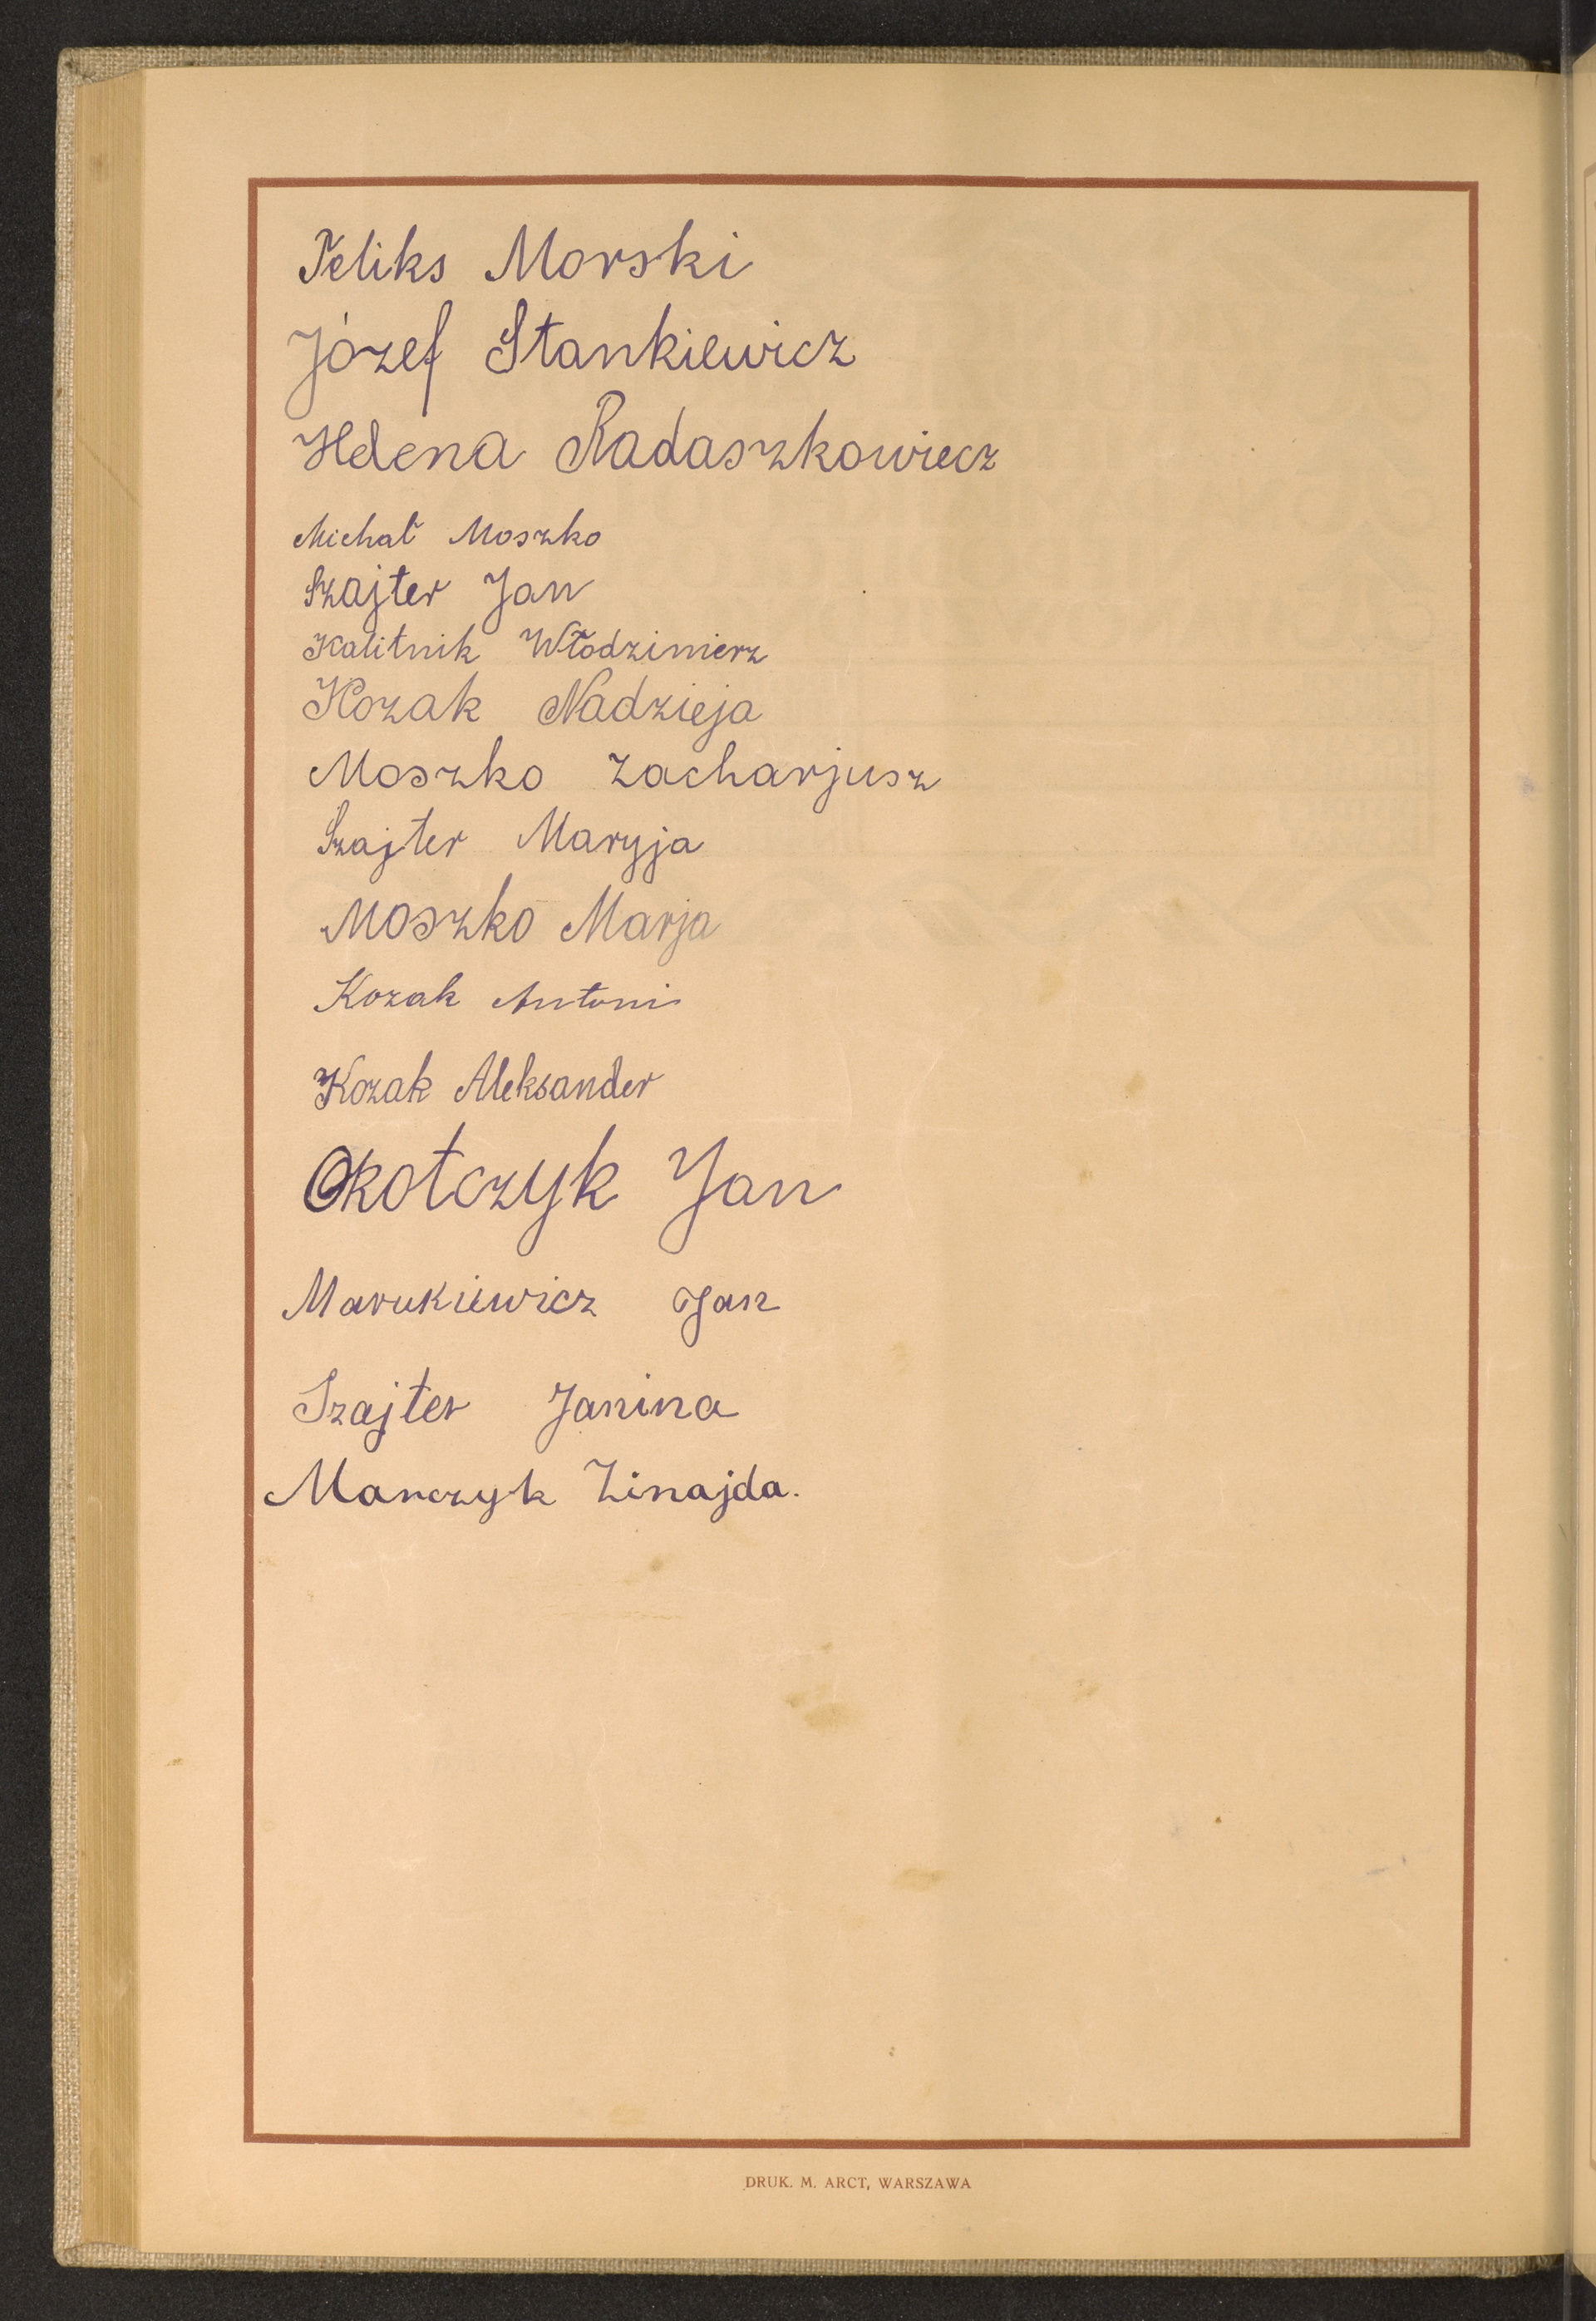 Feliks Morski
Józef Stankiewicz
Helena Radaszkowiecz
Michał Moszko
Szajter Jan
Kalitnik Włodzimierz
Kozak Nadzieja
Moszko Zacharjusz
Szajter Maryja
Moszko Marja
Kozak Antoni
Kozak Aleksander
Okołczyk Jan
Marukiewicz Jan
Szajter Janina
Marczyk Zinajda.
DRUK. M. ARCT, WARSZAWA